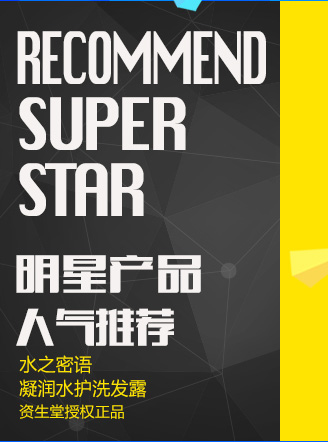 RECOMMEND
SUPER
STAR
明星产品
人气推荐
水之密语
凝润水护洗发露
资生堂授权正品